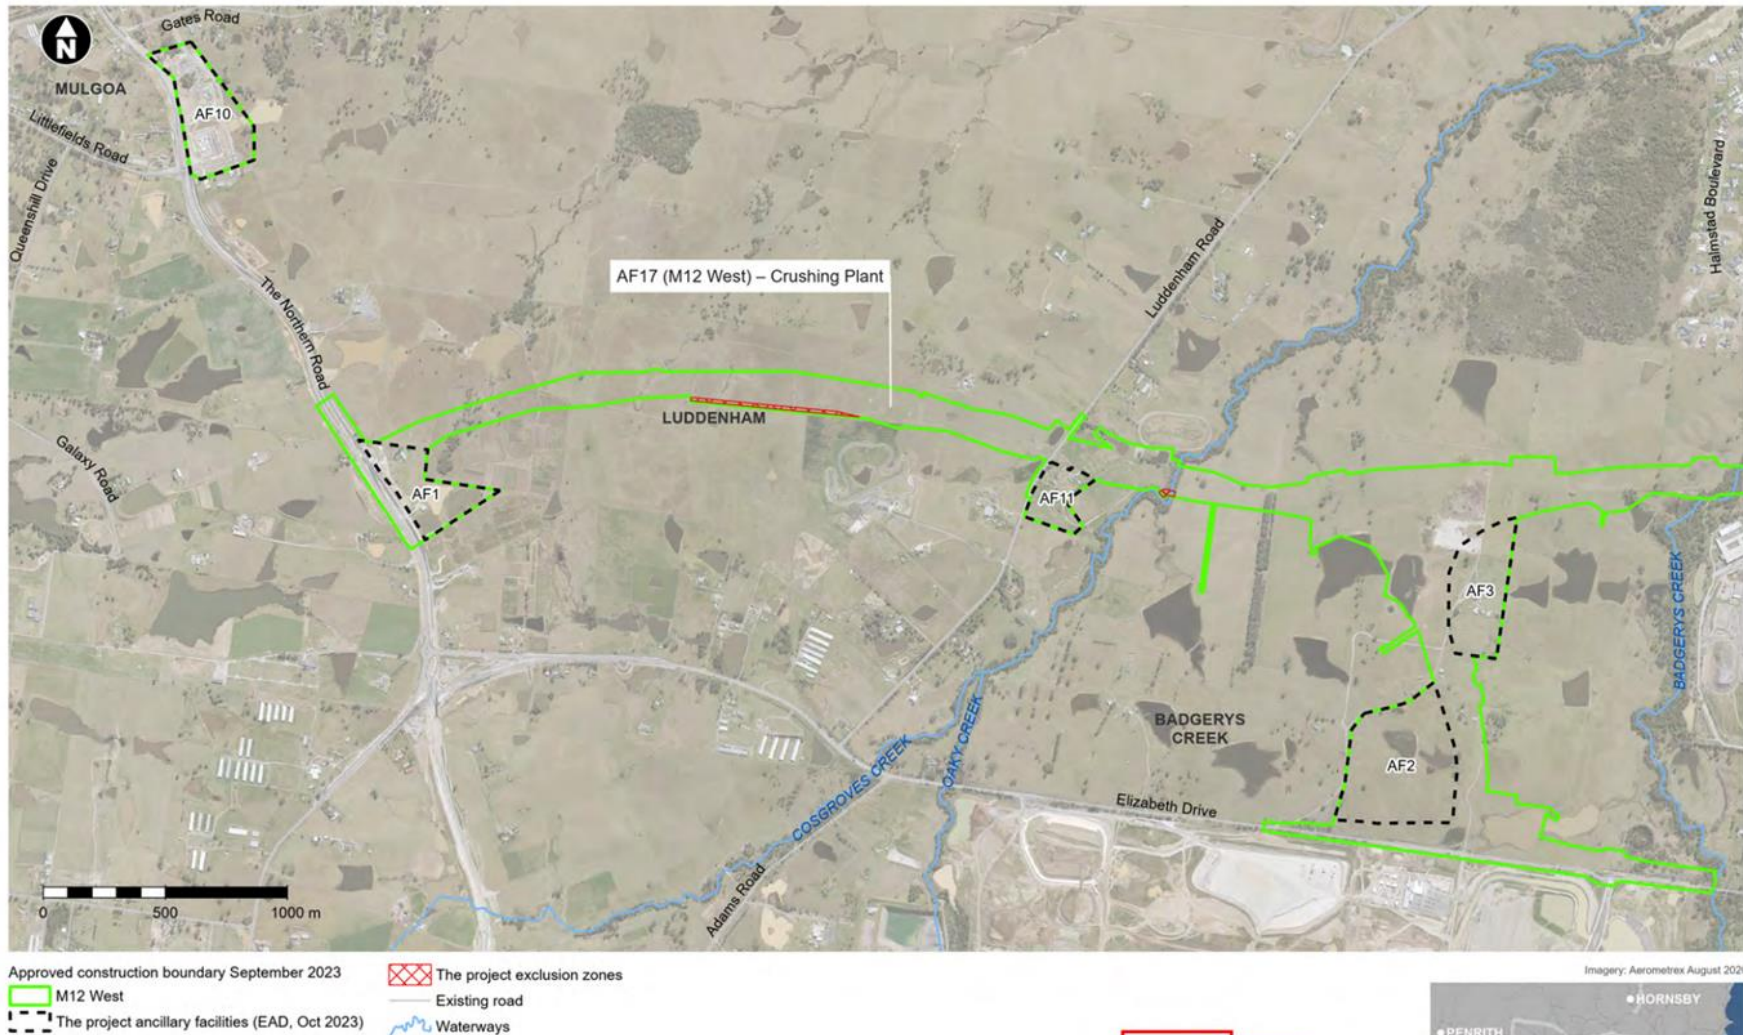 Gates Road
N
MULGOA
AF10
Littlefields Road
Queenshill Drive
Halmstad Boulevard
Luddenham Road
AF17 (M12 West) – Crushing Plant
The Northern Road
LUDDENHAM
Galaxy Road
AF1
AF11
AF3
BADGERYS CREEK
BADGERYS
CREEK
OAKY CREEK
COSGROVES CREEK
AF2
Elizabeth Drive
Adams Road
0 500 1000 m
Approved construction boundary September 2023
M12 West
The project ancillary facilities (EAD, Oct 2023)
The project exclusion zones
Existing road
Waterways
Imagery: Aerometrex August 2020
HORNSBY
PENRITH